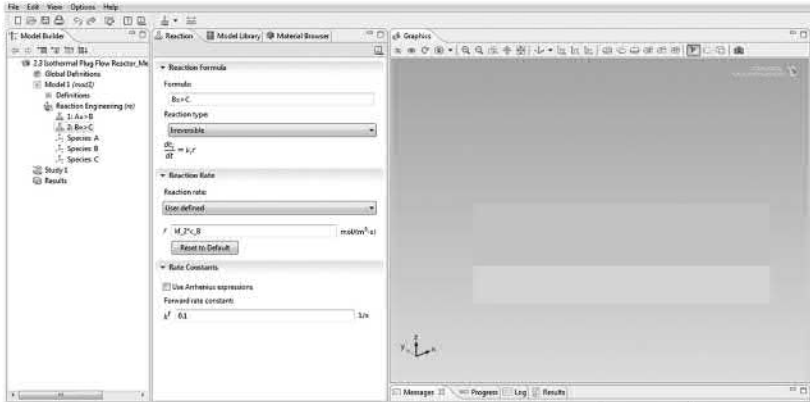 File Edit View Options Help
Model Builder
2.3 Isothermal Plug Flow Reactor_Me
Global Definitions
Model 1 (mod1)
Definitions
Reaction Engineering (re)
1: A=>B
2: B=>C
Species: A
Species: B
Species: C
Study 1
Results
Reaction Model Library Material Browser
Reaction Formula
Formula:
B=>C
Reaction type:
Irreversible
Reaction Rate
Reaction rate:
User defined
r kf_2*c_B mol/(m³·s)
Reset to Default
Rate Constants
Use Arrhenius expressions
Forward rate constant:
kᶠ 0.1 1/s
Graphics
z
y x
Messages Progress Log Results